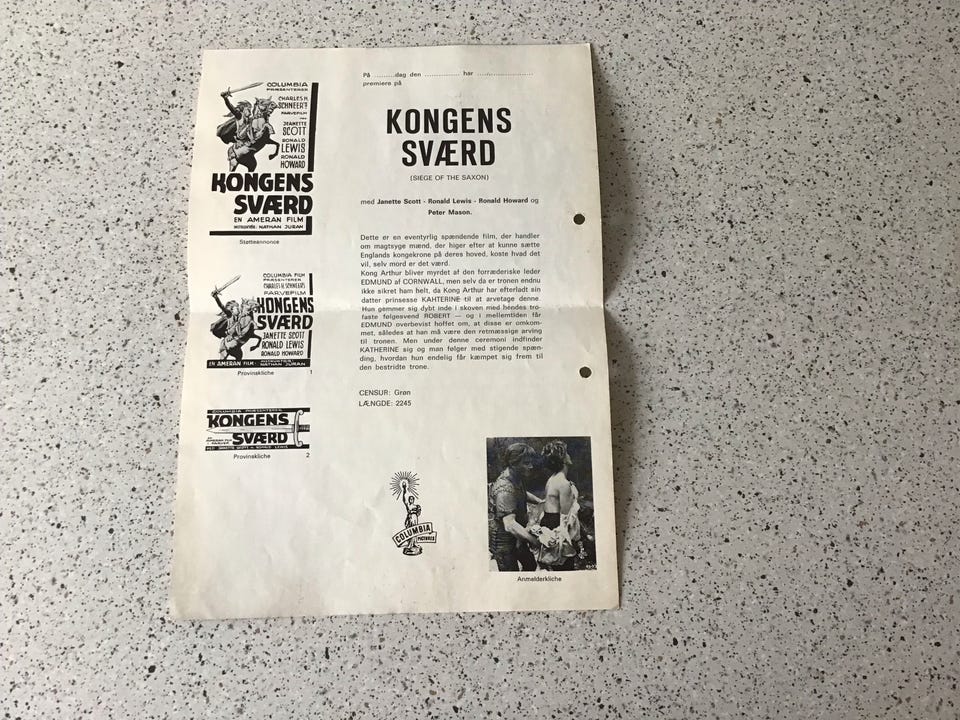 COLUMBIA
PRÆSENTERER
CHARLES H.
SCHNEER'S
FARVEFILM
JEANETTE
SCOTT
RONALD
LEWIS
RONALD
HOWARD
KONGENS
SVÆRD
EN AMERAN FILM
INSTRUKTØR: NATHAN JURAN
Støtteannonce
COLUMBIA FILM
PRÆSENTERER
CHARLES H. SCHNEERS
FARVEFILM
KONGENS
SVÆRD
JANETTE SCOTT
RONALD LEWIS
RONALD HOWARD
EN AMERAN FILM · INSTRUKTØR: NATHAN JURAN
Provinskliche 1
COLUMBIA PRÆSENTERER
KONGENS
SVÆRD
JANETTE SCOTT
RONALD LEWIS
Provinskliche 2
På .........dag den .............. har .....................
premiere på
KONGENS
SVÆRD
(SIEGE OF THE SAXON)
med Janette Scott - Ronald Lewis - Ronald Howard og
Peter Mason.
Dette er en eventyrlig spændende film, der handler
om magtsyge mænd, der higer efter at kunne sætte
Englands kongekrone på deres hoved, koste hvad det
vil, selv mord er det værd.
Kong Arthur bliver myrdet af den forræderiske leder
EDMUND af CORNWALL, men selv da er tronen endnu
ikke sikret ham helt, da Kong Arthur har efterladt sin
datter prinsesse KAHTERINE til at arvetage denne.
Hun gemmer sig dybt inde i skoven med hendes tro-
faste følgesvend ROBERT — og i mellemtiden får
EDMUND overbevist hoffet om, at disse er omkom-
met, således at han må være den retmæssige arving
til tronen. Men under denne ceremoni indfinder
KATHERINE sig og man følger med stigende spæn-
ding, hvordan hun endelig får kæmpet sig frem til
den bestridte trone.
CENSUR: Grøn
LÆNGDE: 2245
COLUMBIA
PICTURES
Anmelderkliche